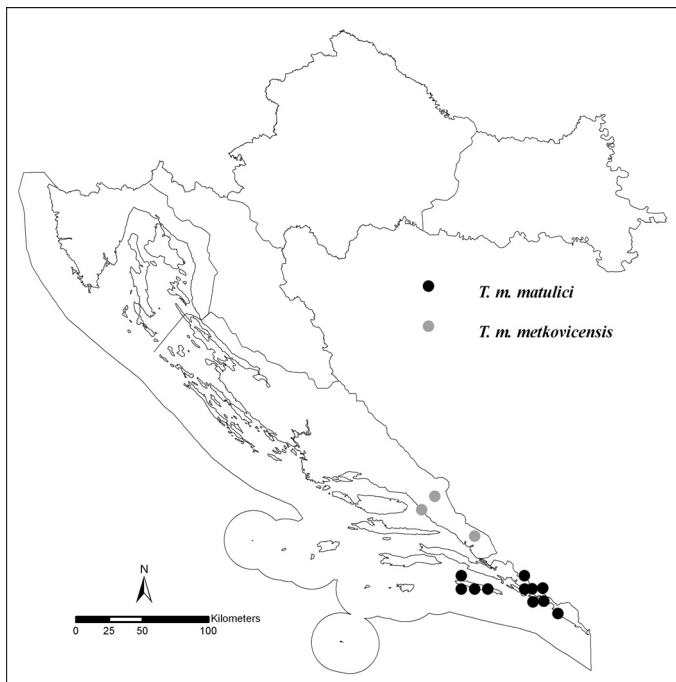 T. m. matulici
T. m. metkovicensis
N
Kilometers
0 25 50 100